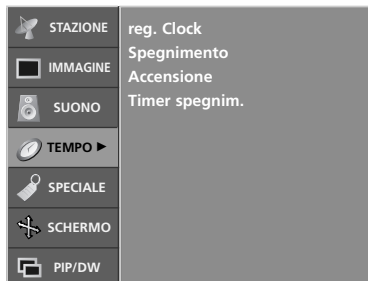 STAZIONE
IMMAGINE
SUONO
TEMPO ►
SPECIALE
SCHERMO
PIP/DW
reg. Clock
Spegnimento
Accensione
Timer spegnim.